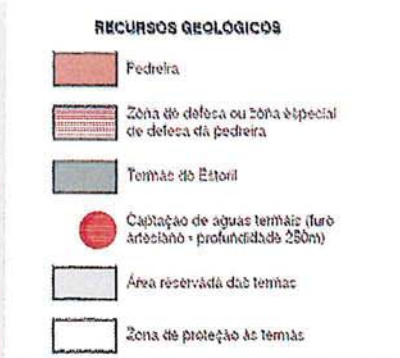 RECURSOS GEOLÓGICOS
Pedreira
Zona de defesa ou zona especial
de defesa da pedreira
Termas do Estoril
Captação de águas termais (furo
artesiano - profundidade 280m)
Área reservada das termas
Zona de proteção às termas